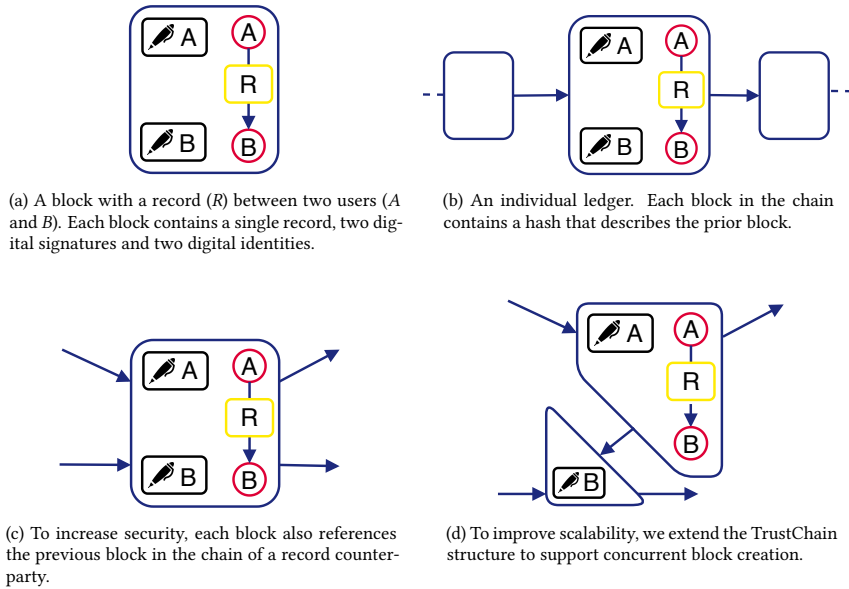 A
A
R
B
B
(a) A block with a record (R) between two users (A
and B). Each block contains a single record, two dig-
ital signatures and two digital identities.
A
A
R
B
B
(b) An individual ledger. Each block in the chain
contains a hash that describes the prior block.
A
A
R
B
B
(c) To increase security, each block also references
the previous block in the chain of a record counter-
party.
A
A
R
B
B
(d) To improve scalability, we extend the TrustChain
structure to support concurrent block creation.